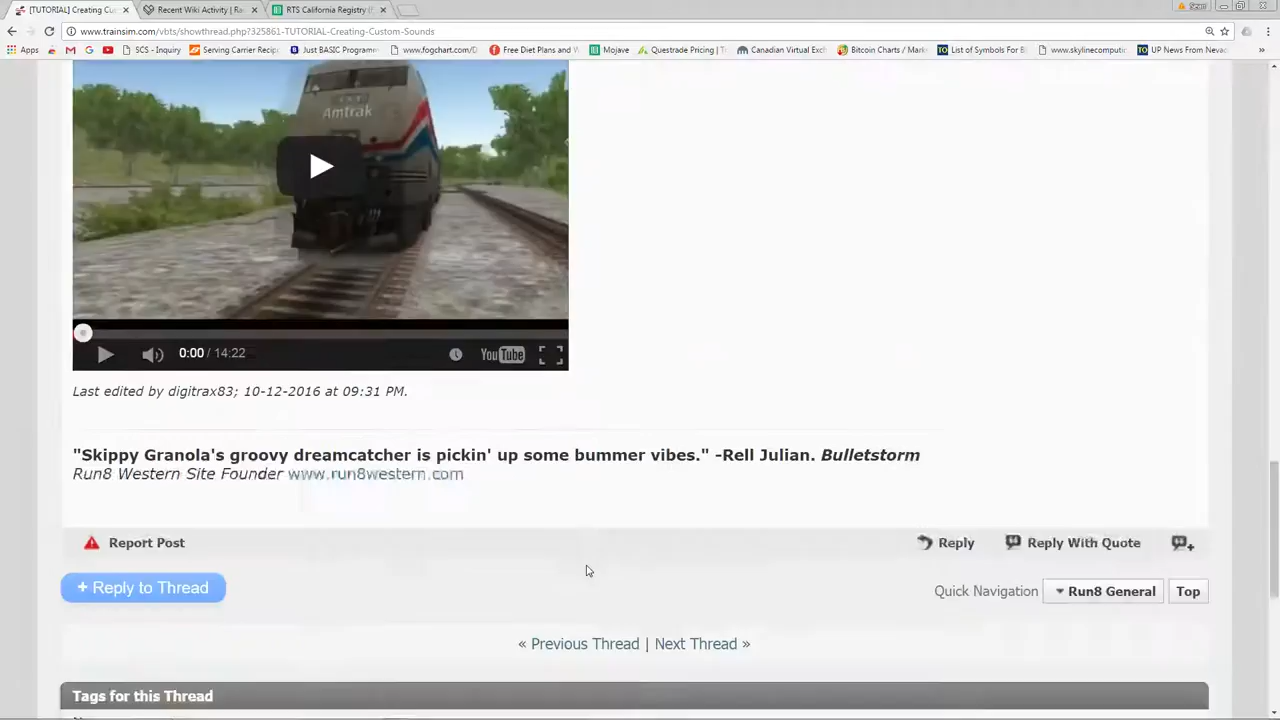 [TUTORIAL] Creating Cu
Recent Wiki Activity | Ra
RTS California Registry (
www.trainsim.com/vbts/showthread.php?325861-TUTORIAL-Creating-Custom-Sounds
Apps
SCS - Inquiry
Serving Carrier Recip
Just BASIC Programm
www.fogchart.com/D
Free Diet Plans and W
Mojave
Questrade Pricing | T
Canadian Virtual Exch
Bitcoin Charts / Mark
List of Symbols For B
www.skylinecomputi
UP News From Nevad
Amtrak
0:00 / 14:22
YouTube
Last edited by digitrax83; 10-12-2016 at 09:31 PM.
"Skippy Granola's groovy dreamcatcher is pickin' up some bummer vibes." -Rell Julian. Bulletstorm
Run8 Western Site Founder www.run8western.com
Report Post
Reply
Reply With Quote
+ Reply to Thread
Quick Navigation
Run8 General
Top
« Previous Thread | Next Thread »
Tags for this Thread